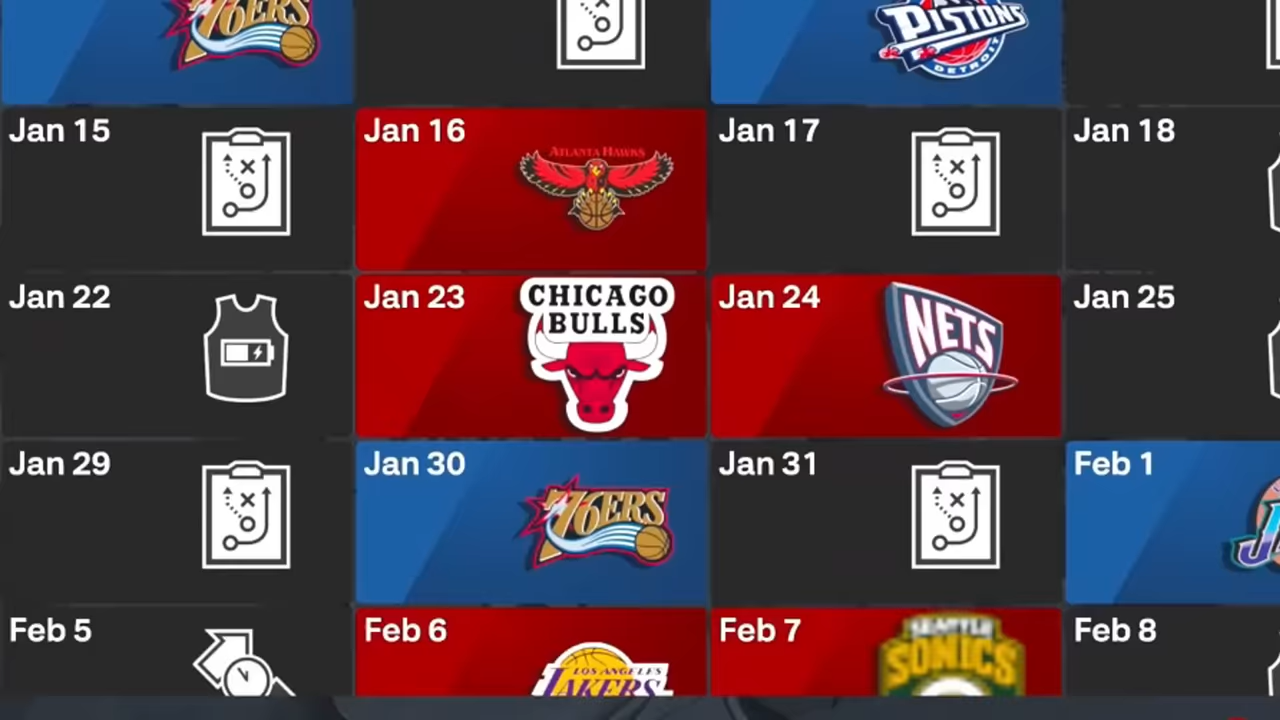 76ERS
PISTONS
DETROIT
Jan 15
Jan 16
ATLANTA HAWKS
Jan 17
Jan 18
Jan 22
Jan 23
CHICAGO
BULLS
Jan 24
NETS
Jan 25
Jan 29
Jan 30
76ERS
Jan 31
Feb 1
J
Feb 5
Feb 6
LOS ANGELES
LAKERS
Feb 7
SEATTLE
SONICS
Feb 8